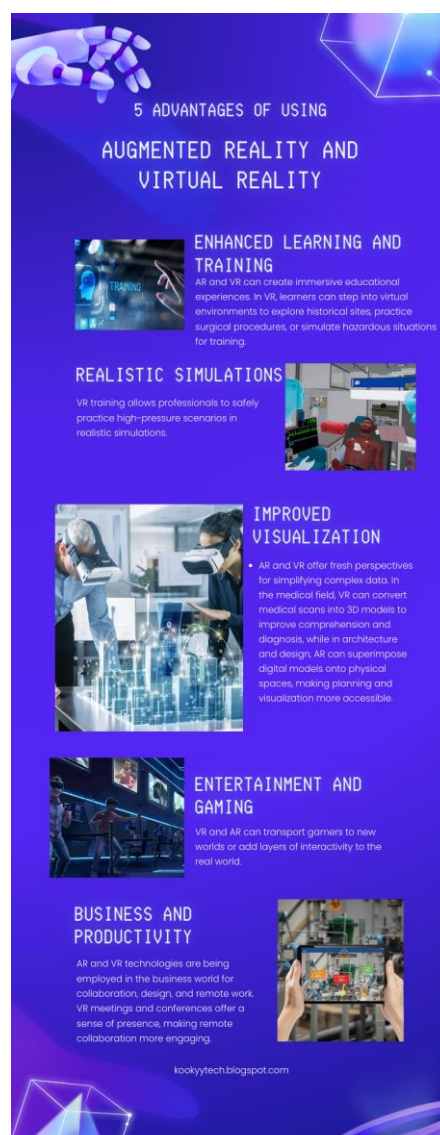 5 ADVANTAGES OF USING
AUGMENTED REALITY AND
VIRTUAL REALITY
TRAINING
ENHANCED LEARNING AND
TRAINING
AR and VR can create immersive educational
experiences. In VR, learners can step into virtual
environments to explore historical sites, practice
surgical procedures, or simulate hazardous situations
for training.
REALISTIC SIMULATIONS
VR training allows professionals to safely
practice high-pressure scenarios in
realistic simulations.
IMPROVED
VISUALIZATION
• AR and VR offer fresh perspectives
for simplifying complex data. In
the medical field, VR can convert
medical scans into 3D models to
improve comprehension and
diagnosis, while in architecture
and design, AR can superimpose
digital models onto physical
spaces, making planning and
visualization more accessible.
ENTERTAINMENT AND
GAMING
VR and AR can transport gamers to new
worlds or add layers of interactivity to the
real world.
BUSINESS AND
PRODUCTIVITY
AR and VR technologies are being
employed in the business world for
collaboration, design, and remote work.
VR meetings and conferences offer a
sense of presence, making remote
collaboration more engaging.
kookyytech.blogspot.com